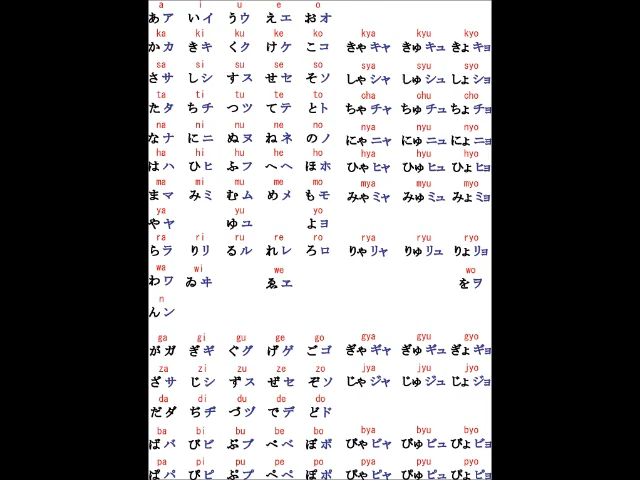 a i u e o
あア いイ うウ えエ おオ
ka ki ku ke ko kya kyu kyo
かカ きキ くク けケ こコ きゃキャ きゅキュ きょキョ
sa si su se so sya syu syo
さサ しシ すス せセ そソ しゃシャ しゅシュ しょショ
ta ti tu te to cha chu cho
たタ ちチ つツ てテ とト ちゃチャ ちゅチュ ちょチョ
na ni nu ne no nya nyu nyo
なナ にニ ぬヌ ねネ のノ にゃニャ にゅニュ にょニョ
ha hi hu he ho hya hyu hyo
はハ ひヒ ふフ へヘ ほホ ひゃヒャ ひゅヒュ ひょヒョ
ma mi mu me mo mya myu myo
まマ みミ むム めメ もモ みゃミャ みゅミュ みょミョ
ya yu yo
やヤ ゆユ よヨ
ra ri ru re ro rya ryu ryo
らラ りリ るル れレ ろロ りゃリャ りゅリュ りょリョ
wa wi we wo
わワ ゐヰ ゑヱ をヲ
n
んン
ga gi gu ge go gya gyu gyo
がガ ぎギ ぐグ げゲ ごゴ ぎゃギャ ぎゅギュ ぎょギョ
za zi zu ze zo jya jyu jyo
ざサ じシ ずス ぜセ ぞソ じゃジャ じゅジュ じょジョ
da di du de do
だダ ぢヂ づヅ でデ どド
ba bi bu be bo bya byu byo
ばバ びビ ぶブ べベ ぼボ びゃビャ びゅビュ びょビョ
pa pi pu pe po pya pyu pyo
ぱパ ぴピ ぷプ ぺペ ぽポ ぴゃピャ ぴゅピュ ぴょピョ